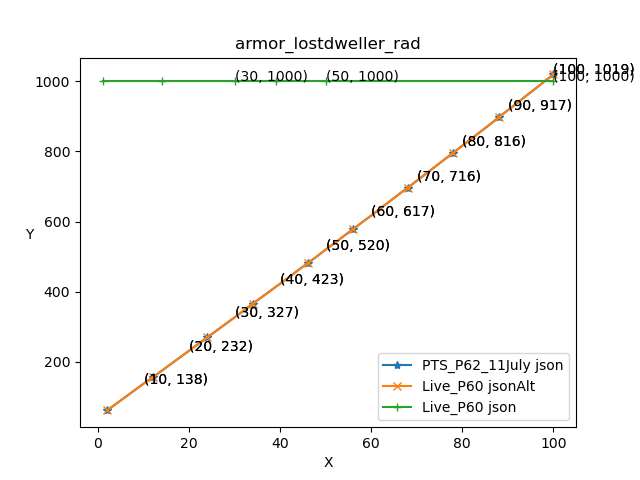 armor_lostdweller_rad
Y
1000
800
600
400
200
(30, 1000)
(50, 1000)
(100, 1019)
(100, 1000)
(90, 917)
(80, 816)
(70, 716)
(60, 617)
(50, 520)
(40, 423)
(30, 327)
(20, 232)
(10, 138)
PTS_P62_11July json
Live_P60 jsonAlt
Live_P60 json
0 20 40 60 80 100
X